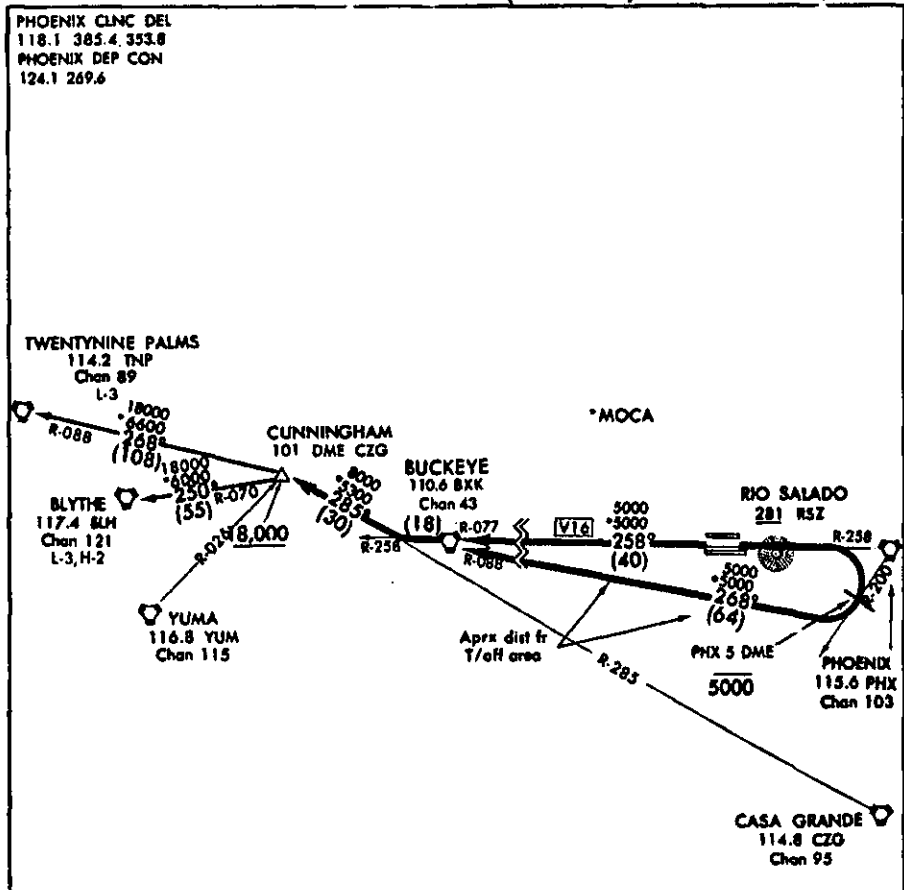 PHOENIX CLNC DEL
118.1 385.4 353.8
PHOENIX DEP CON
124.1 269.6
TWENTYNINE PALMS
114.2 TNP
Chan 89
L-3
R-088
18000
*6600
268°
(108)
CUNNINGHAM
101 DME CZG
18000
*6000
250°
(55)
R-070
BLYTHE
117.4 BLH
Chan 121
L-3, H-2
R-026
18,000
YUMA
116.8 YUM
Chan 115
8000
*5300
285°
(30)
*MOCA
BUCKEYE
110.6 BXK
Chan 43
(18)
R-258
R-077
R-088
V16
5000
*5000
258°
(40)
RIO SALADO
281 RSZ
R-258
R-200
5000
*5000
268°
(64)
Aprx dist fr
T/off area
PHX 5 DME
5000
PHOENIX
115.6 PHX
Chan 103
R-285
CASA GRANDE
114.8 CZG
Chan 95